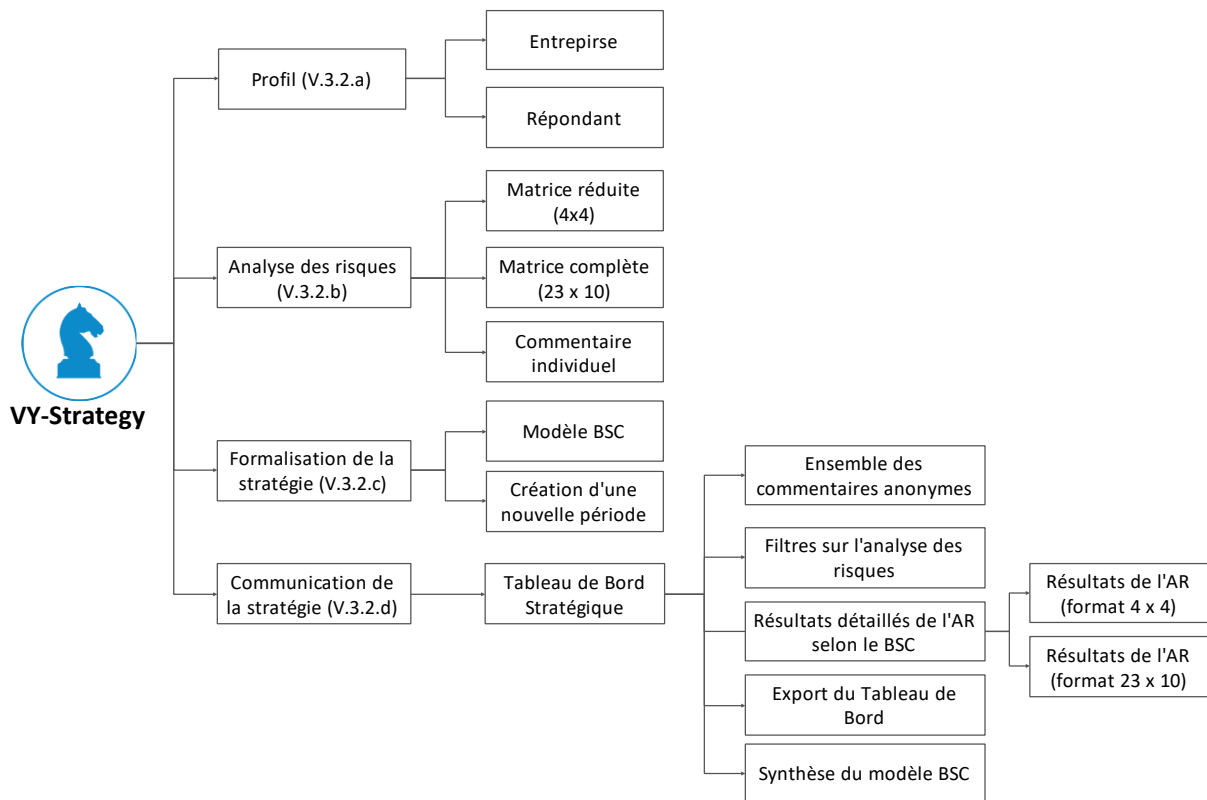 Entrepirse
Profil (V.3.2.a)
Répondant
Matrice réduite
(4x4)
Analyse des risques
(V.3.2.b)
Matrice complète
(23 x 10)
Commentaire
individuel
VY-Strategy
Modèle BSC
Formalisation de la
stratégie (V.3.2.c)
Création d'une
nouvelle période
Communication de
la stratégie (V.3.2.d)
Tableau de Bord
Stratégique
Ensemble des
commentaires anonymes
Filtres sur l'analyse des
risques
Résultats détaillés de l'AR
selon le BSC
Résultats de l'AR
(format 4 x 4)
Résultats de l'AR
(format 23 x 10)
Export du Tableau de
Bord
Synthèse du modèle BSC